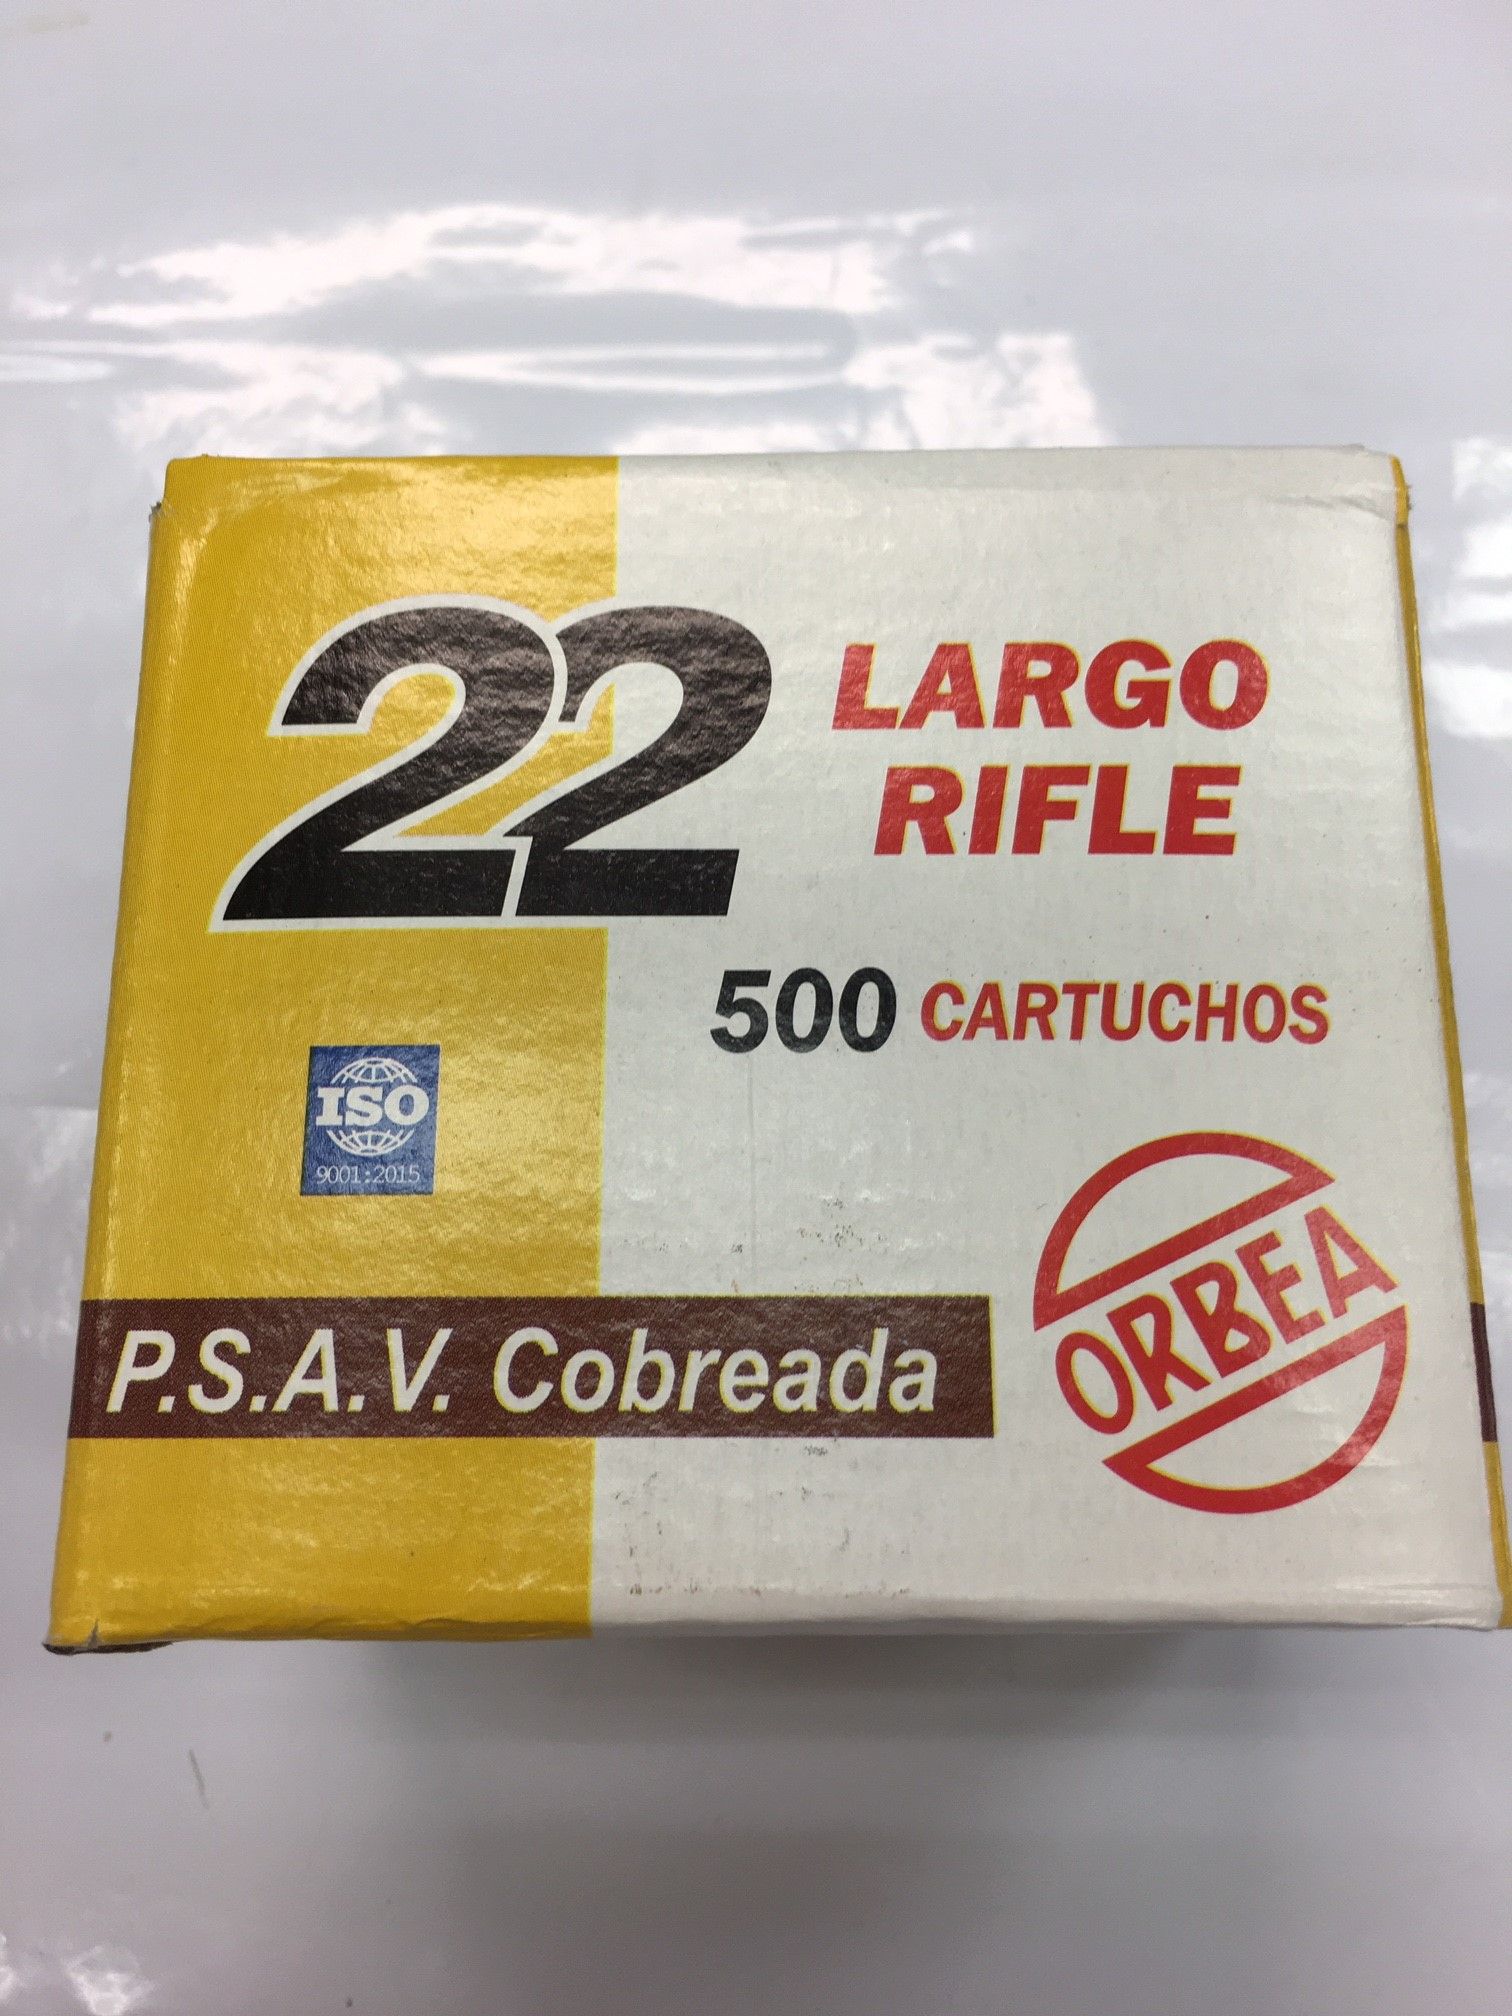 22 LARGO
RIFLE
500 CARTUCHOS
ISO
9001:2015
P.S.A.V. Cobreada
ORBEA